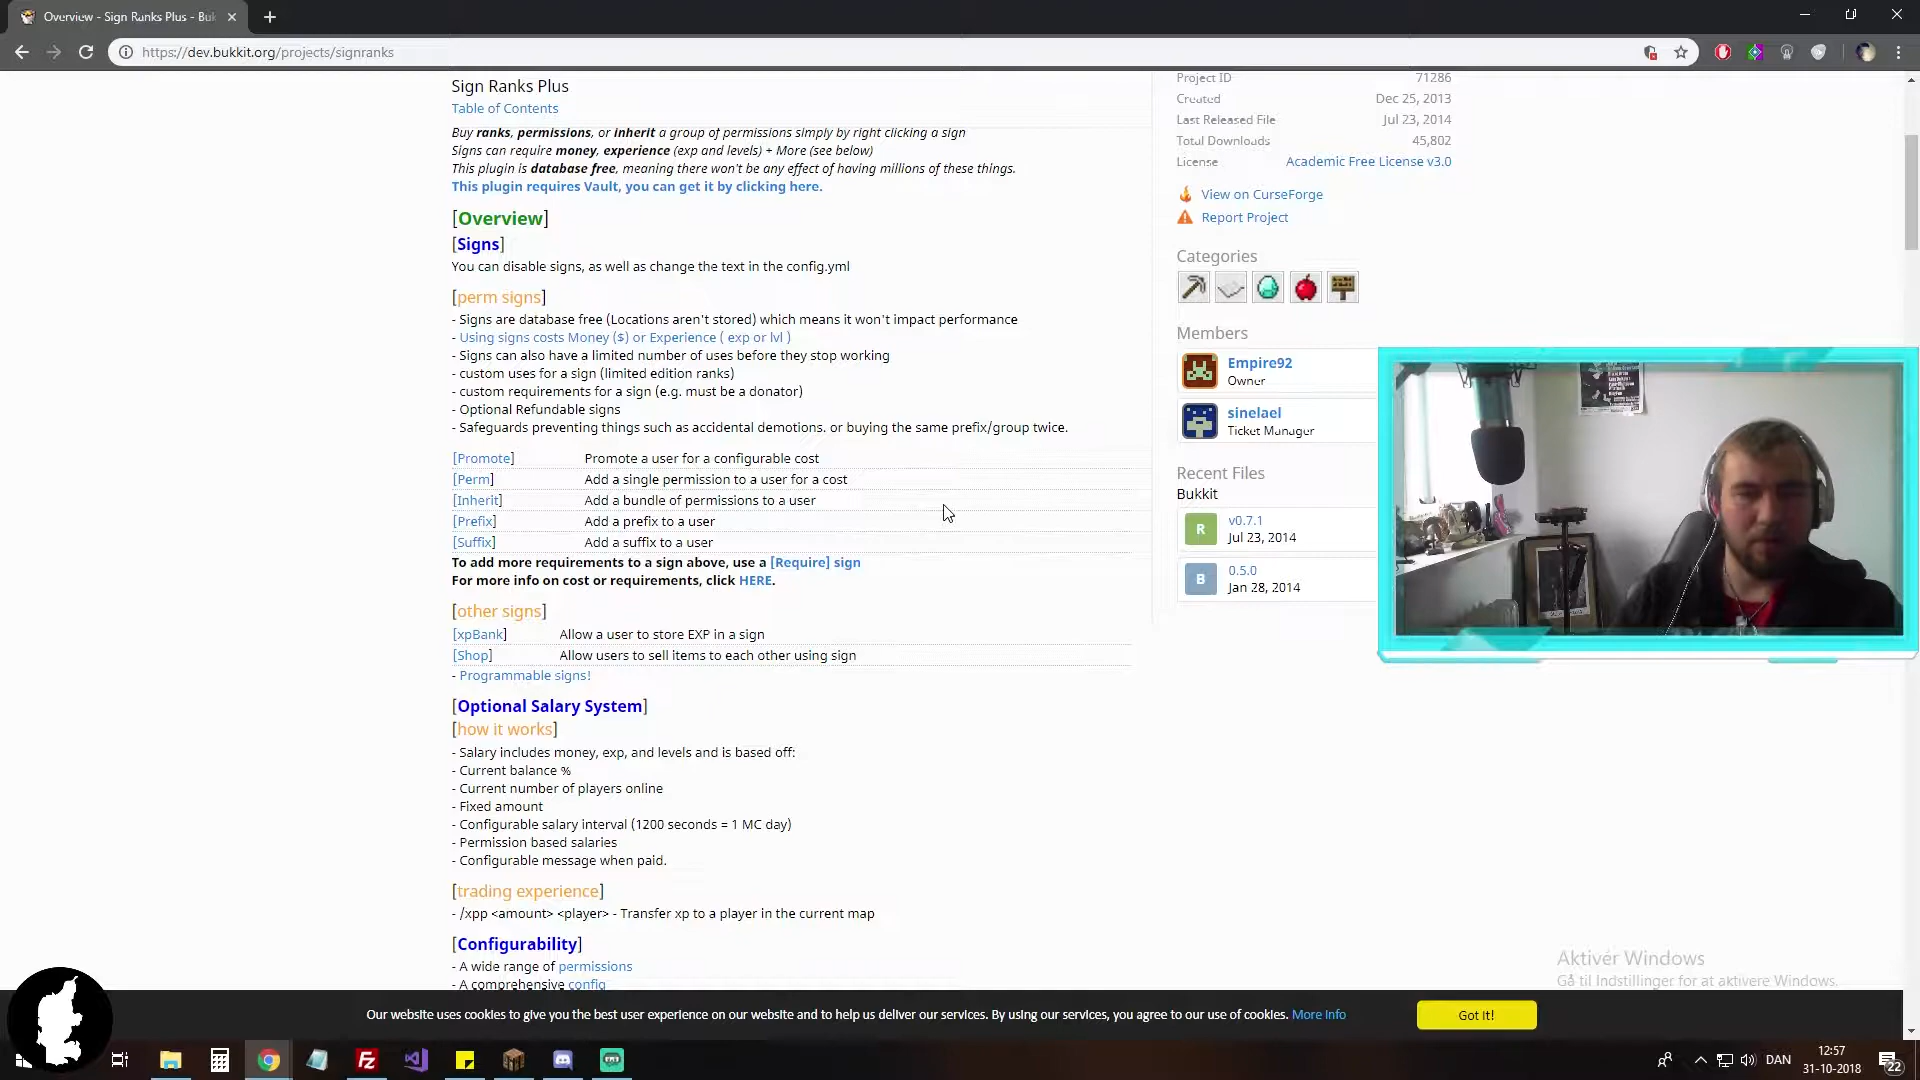 Overview - Sign Ranks Plus - Buk
https://dev.bukkit.org/projects/signranks
Sign Ranks Plus
Table of Contents
Buy ranks, permissions, or inherit a group of permissions simply by right clicking a sign
Signs can require money, experience (exp and levels) + More (see below)
This plugin is database free, meaning there won't be any effect of having millions of these things.
This plugin requires Vault, you can get it by clicking here.
[Overview]
[Signs]
You can disable signs, as well as change the text in the config.yml
[perm signs]
- Signs are database free (Locations aren't stored) which means it won't impact performance
- Using signs costs Money ($) or Experience ( exp or lvl )
- Signs can also have a limited number of uses before they stop working
- custom uses for a sign (limited edition ranks)
- custom requirements for a sign (e.g. must be a donator)
- Optional Refundable signs
- Safeguards preventing things such as accidental demotions. or buying the same prefix/group twice.
[Promote] Promote a user for a configurable cost
[Perm] Add a single permission to a user for a cost
[Inherit] Add a bundle of permissions to a user
[Prefix] Add a prefix to a user
[Suffix] Add a suffix to a user
To add more requirements to a sign above, use a [Require] sign
For more info on cost or requirements, click HERE.
[other signs]
[xpBank] Allow a user to store EXP in a sign
[Shop] Allow users to sell items to each other using sign
- Programmable signs!
[Optional Salary System]
[how it works]
- Salary includes money, exp, and levels and is based off:
- Current balance %
- Current number of players online
- Fixed amount
- Configurable salary interval (1200 seconds = 1 MC day)
- Permission based salaries
- Configurable message when paid.
[trading experience]
- /xpp <amount> <player> - Transfer xp to a player in the current map
[Configurability]
- A wide range of permissions
- A comprehensive config
Project ID 71286
Created Dec 25, 2013
Last Released File Jul 23, 2014
Total Downloads 45,802
License Academic Free License v3.0
View on CurseForge
Report Project
Categories
Members
Empire92
Owner
sinelael
Ticket Manager
Recent Files
Bukkit
R v0.7.1
Jul 23, 2014
B 0.5.0
Jan 28, 2014
Aktivér Windows
Gå til Indstillinger for at aktivere Windows.
Our website uses cookies to give you the best user experience on our website and to help us deliver our services. By using our services, you agree to our use of cookies. More Info
Got it!
Fz
DAN
12:57
31-10-2018
22